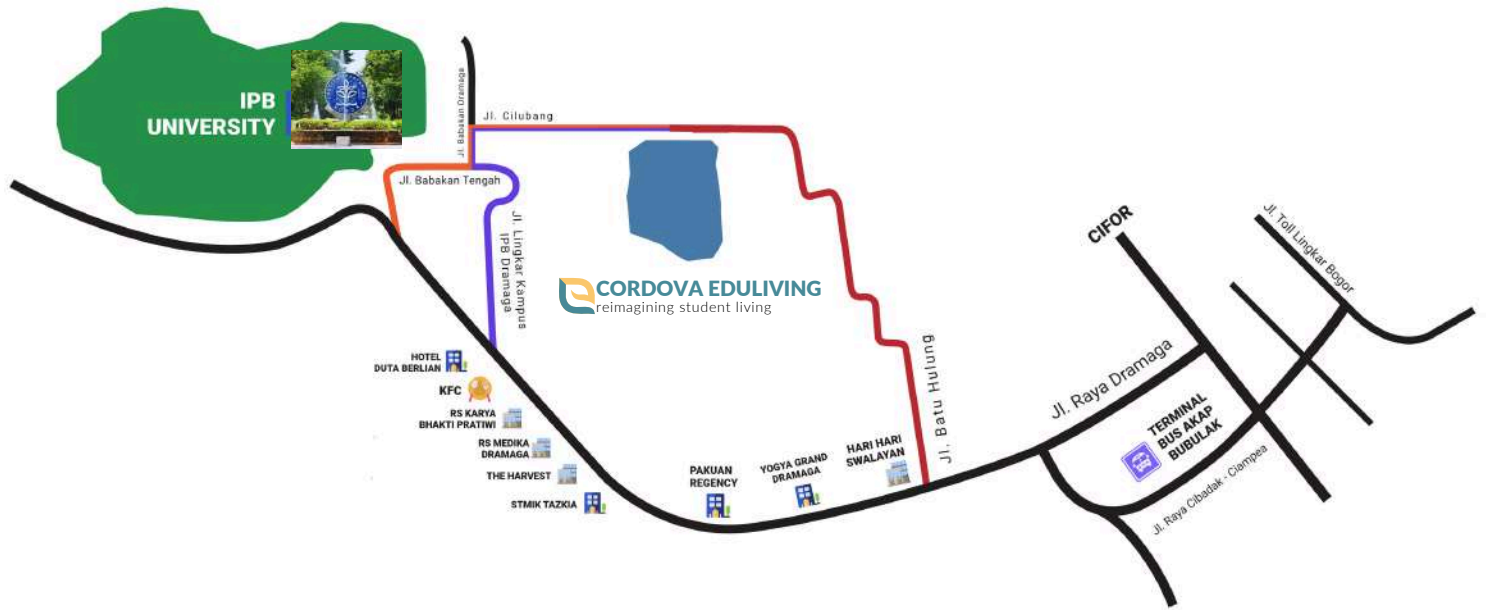 IPB
UNIVERSITY
Jl. Babakan Dramaga
Jl. Cilubang
Jl. Babakan Tengah
Jl. Lingkar Kampus
IPB Dramaga
CORDOVA EDULIVING
reimagining student living
HOTEL
DUTA BERLIAN
KFC
RS KARYA
BHAKTI PRATIWI
RS MEDIKA
DRAMAGA
THE HARVEST
STMIK TAZKIA
PAKUAN
REGENCY
YOGYA GRAND
DRAMAGA
HARI HARI
SWALAYAN
Jl. Batu Hulung
Jl. Raya Dramaga
CIFOR
Jl. Toll Lingkar Bogor
TERMINAL
BUS AKAP
BUBULAK
Jl. Raya Cibadak - Ciampea